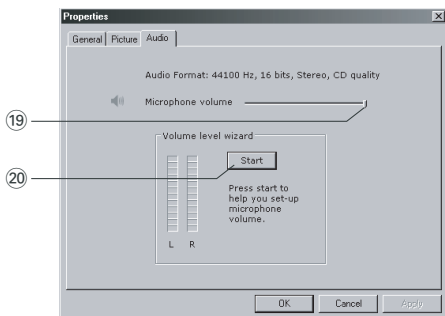 Properties
General Picture Audio
Audio Format: 44100 Hz, 16 bits, Stereo, CD quality
Microphone volume
19
Volume level wizard
Start
20
Press start to
help you set-up
microphone
volume.
L R
OK Cancel Apply